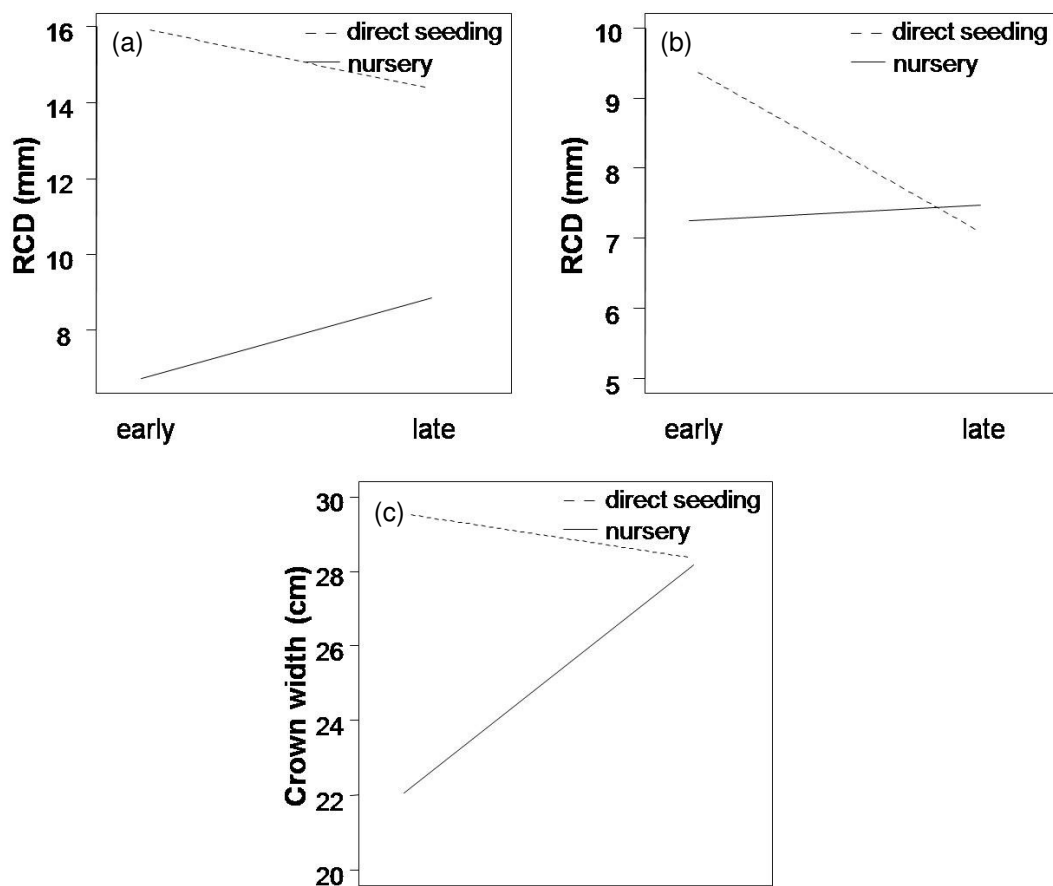 (a)
direct seeding
nursery
RCD (mm)
16
14
12
10
8
early late
(b)
direct seeding
nursery
RCD (mm)
10
9
8
7
6
5
early late
(c)
direct seeding
nursery
Crown width (cm)
30
28
26
24
22
20